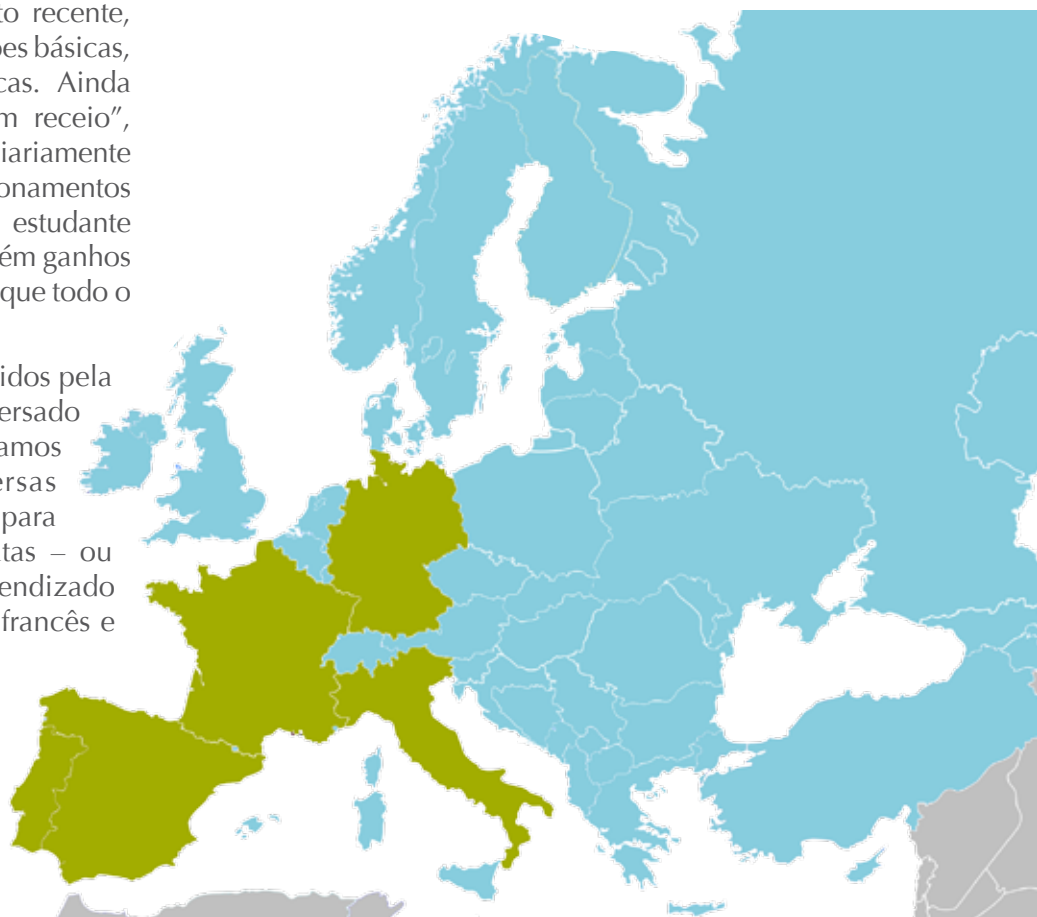 to recente,
ões básicas,
cas. Ainda
m receio”,
iariamente
onamentos
estudante
ém ganhos
que todo o
idos pela
ersado
amos
ersas
para
tas – ou
endizado
francês e